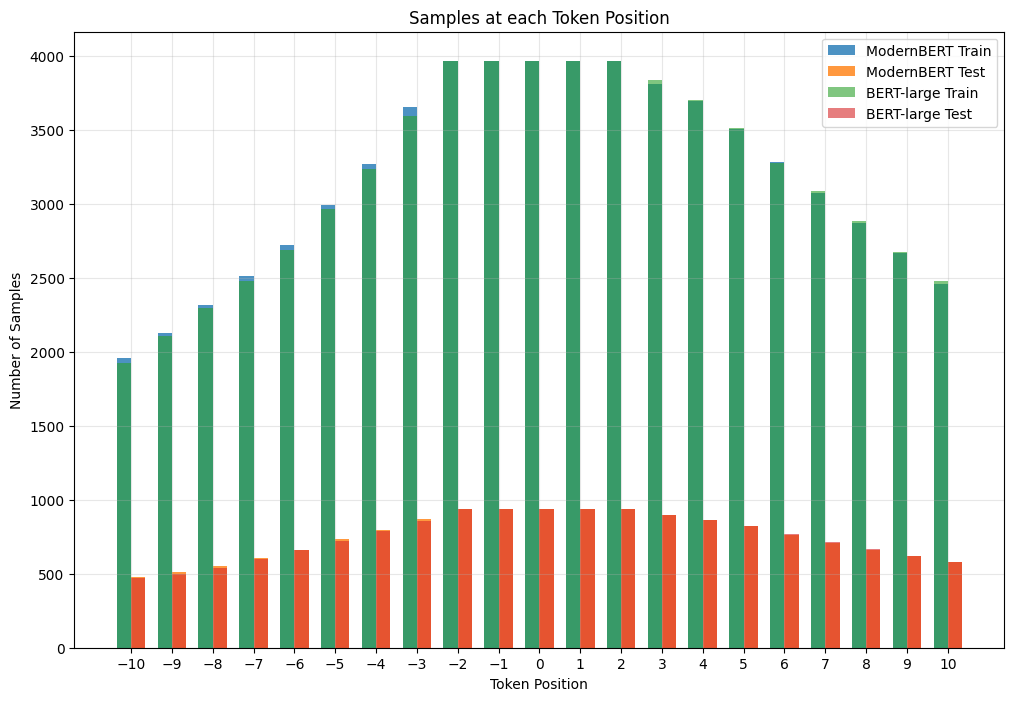 Samples at each Token Position
ModernBERT Train
ModernBERT Test
BERT-large Train
BERT-large Test
Number of Samples
4000
3500
3000
2500
2000
1500
1000
500
0
−10 −9 −8 −7 −6 −5 −4 −3 −2 −1 0 1 2 3 4 5 6 7 8 9 10
Token Position